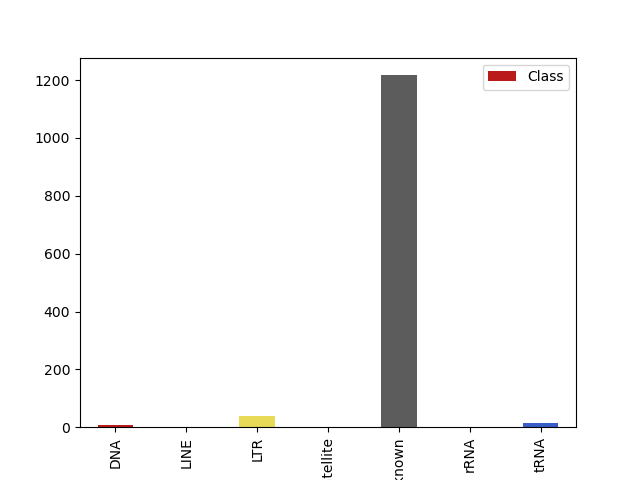 Class
1200
1000
800
600
400
200
0
DNA
LINE
LTR
tellite
known
rRNA
tRNA